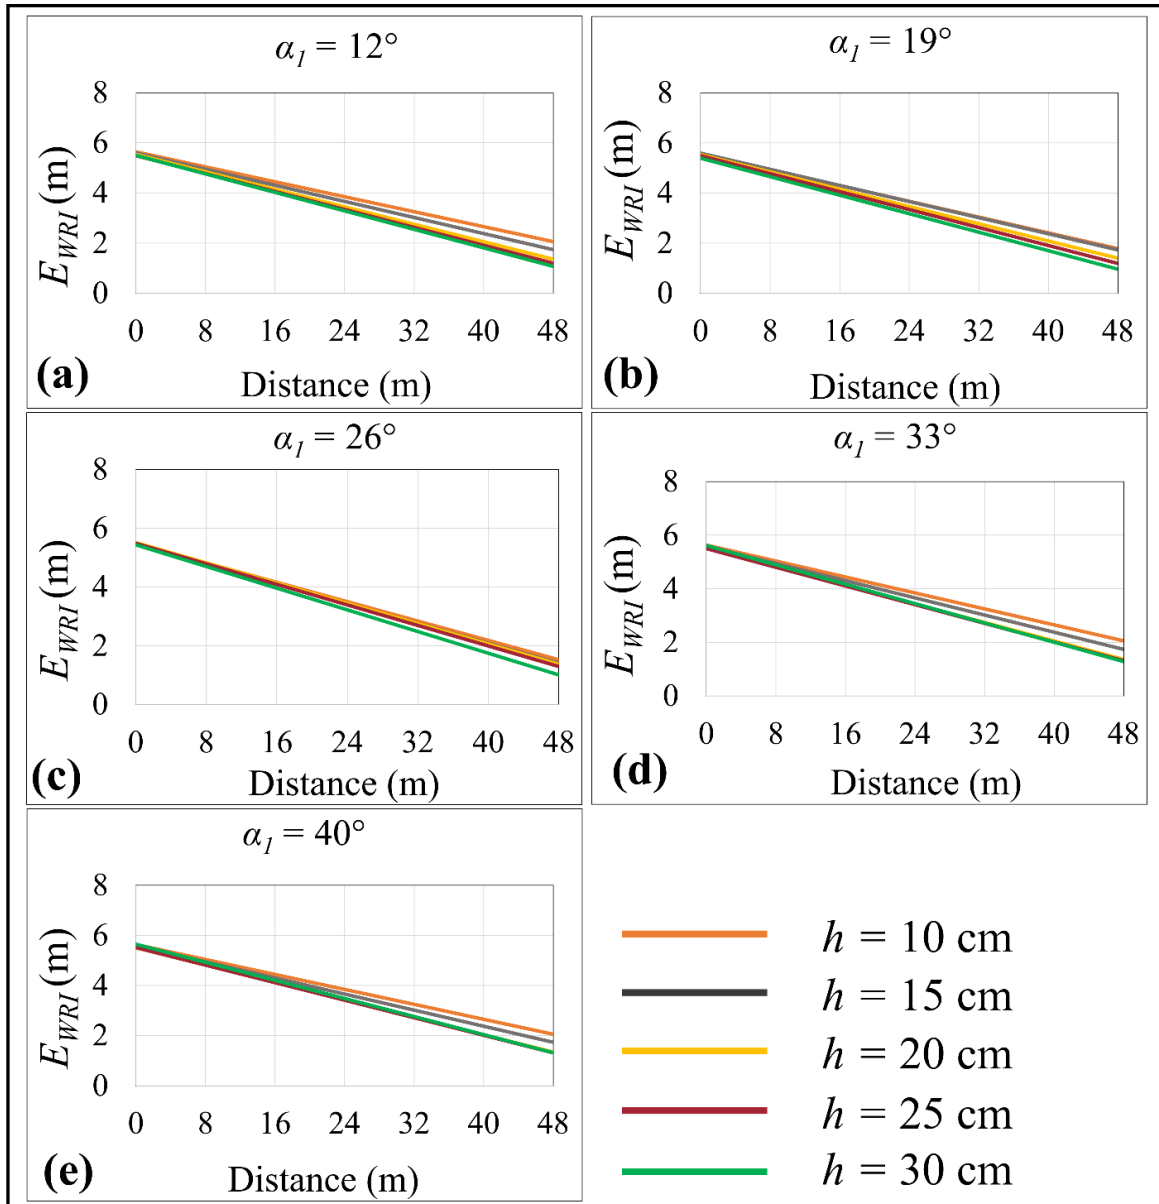 α1 = 12°
8
6
4
2
0
EWRI (m)
0 8 16 24 32 40 48
(a)
Distance (m)
α1 = 19°
8
6
4
2
0
EWRI (m)
0 8 16 24 32 40 48
(b)
Distance (m)
α1 = 26°
8
6
4
2
0
EWRI (m)
0 8 16 24 32 40 48
(c)
Distance (m)
α1 = 33°
8
6
4
2
0
EWRI (m)
0 8 16 24 32 40 48
(d)
Distance (m)
α1 = 40°
8
6
4
2
0
EWRI (m)
0 8 16 24 32 40 48
(e)
Distance (m)
h = 10 cm
h = 15 cm
h = 20 cm
h = 25 cm
h = 30 cm